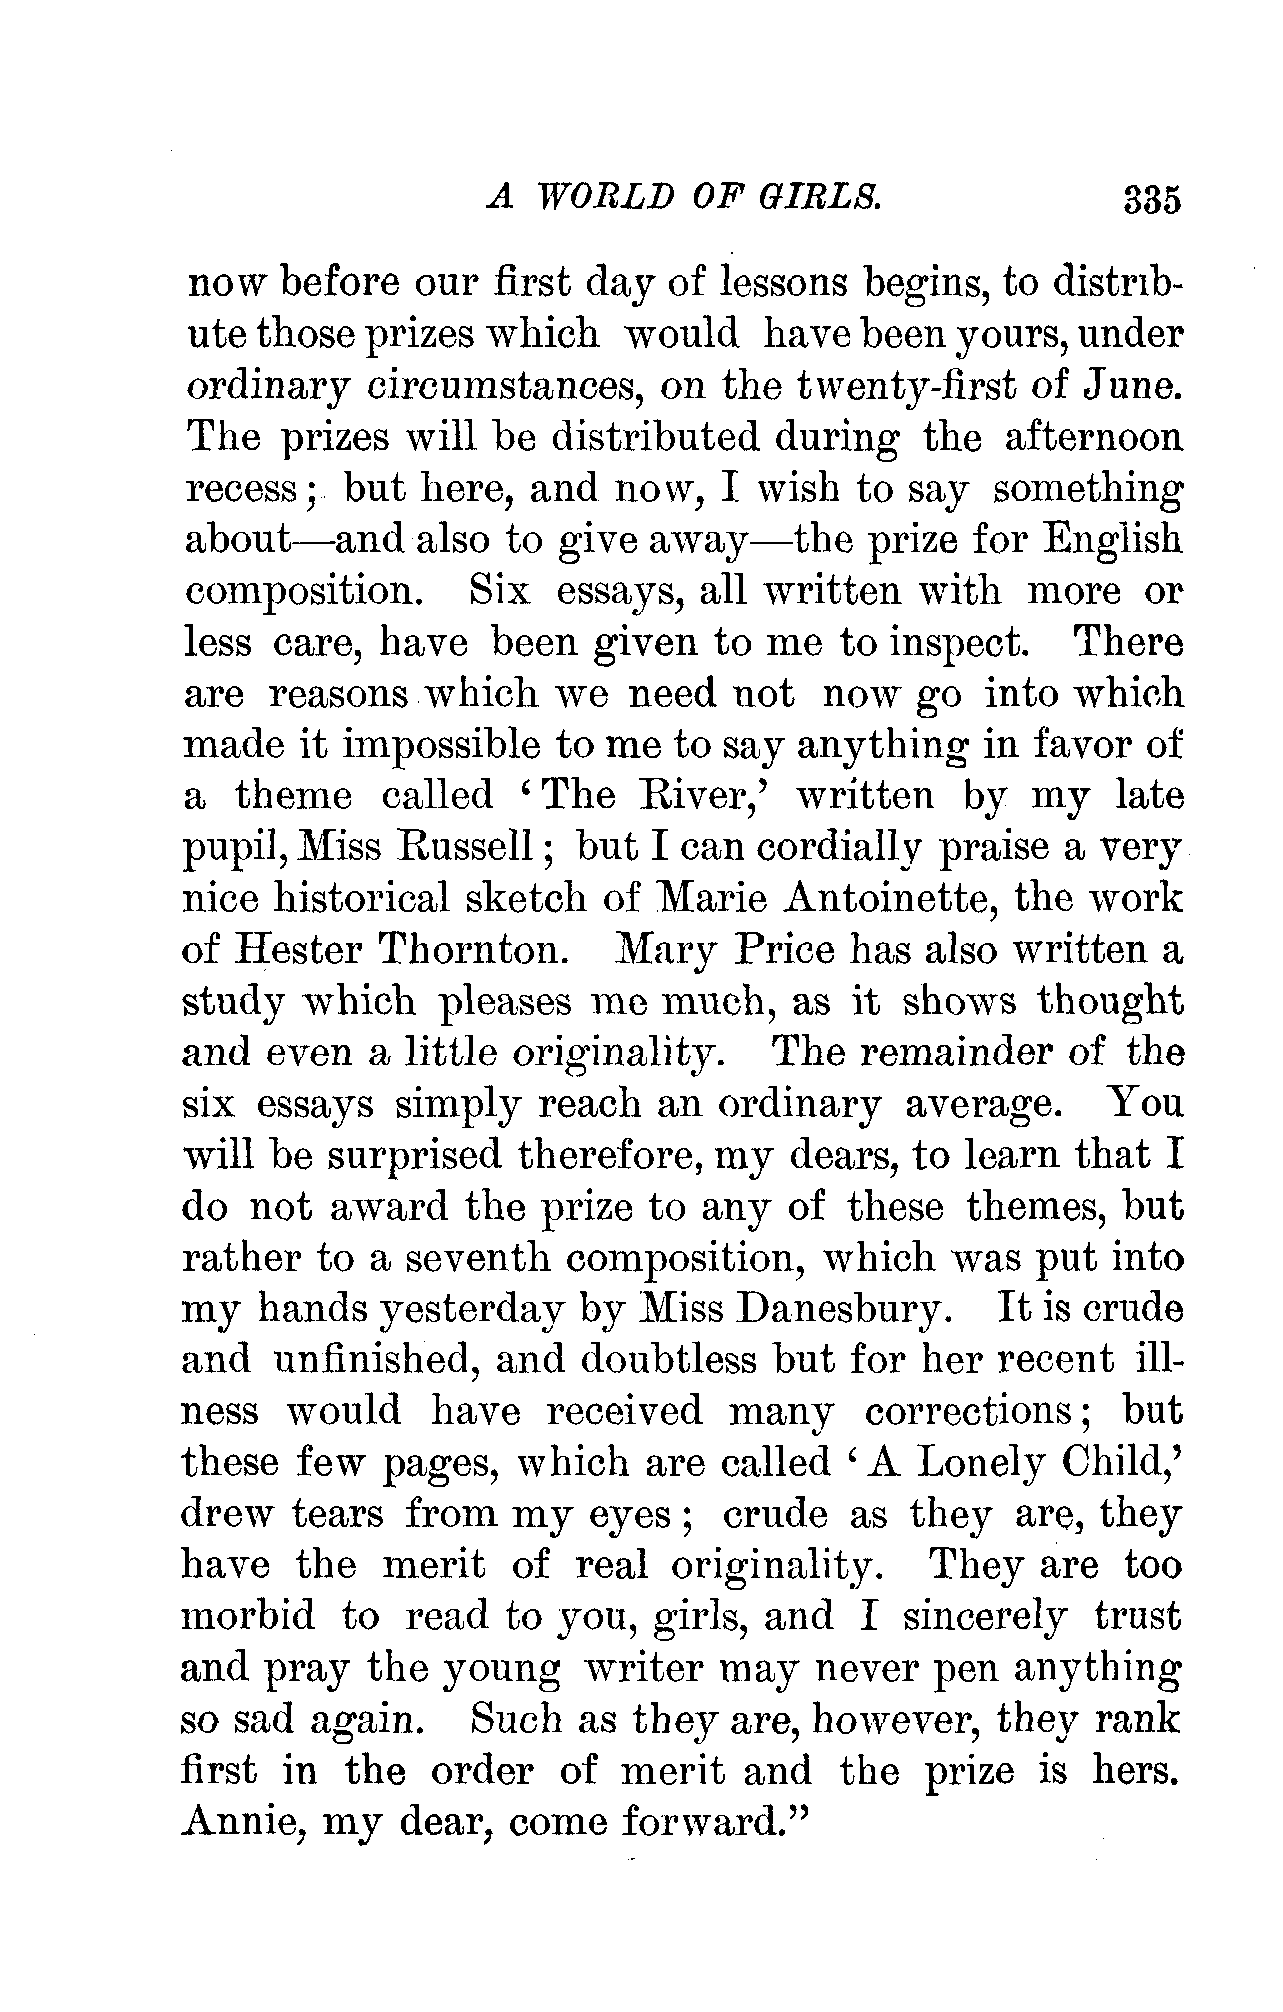 A WORLD OF GIRLS. 335
now before our first day of lessons begins, to distrib-
ute those prizes which would have been yours, under
ordinary circumstances, on the twenty-first of June.
The prizes will be distributed during the afternoon
recess; but here, and now, I wish to say something
about—and also to give away—the prize for English
composition. Six essays, all written with more or
less care, have been given to me to inspect. There
are reasons which we need not now go into which
made it impossible to me to say anything in favor of
a theme called 'The River,' written by my late
pupil, Miss Russell; but I can cordially praise a very
nice historical sketch of Marie Antoinette, the work
of Hester Thornton. Mary Price has also written a
study which pleases me much, as it shows thought
and even a little originality. The remainder of the
six essays simply reach an ordinary average. You
will be surprised therefore, my dears, to learn that I
do not award the prize to any of these themes, but
rather to a seventh composition, which was put into
my hands yesterday by Miss Danesbury. It is crude
and unfinished, and doubtless but for her recent ill-
ness would have received many corrections; but
these few pages, which are called 'A Lonely Child,'
drew tears from my eyes; crude as they are, they
have the merit of real originality. They are too
morbid to read to you, girls, and I sincerely trust
and pray the young writer may never pen anything
so sad again. Such as they are, however, they rank
first in the order of merit and the prize is hers.
Annie, my dear, come forward."